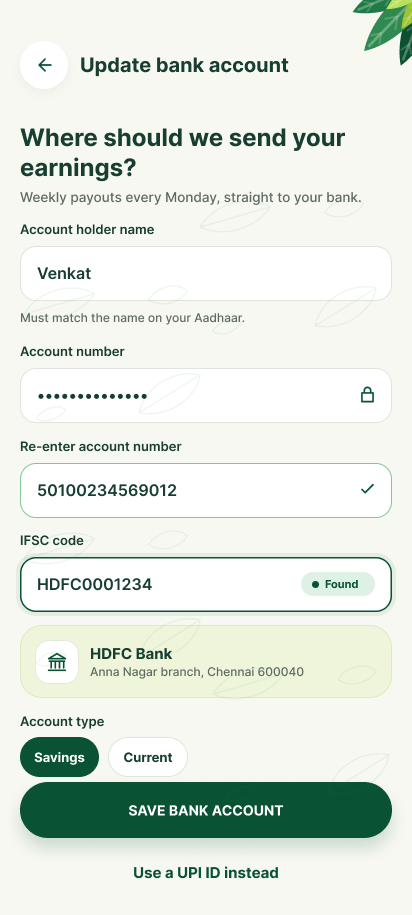 Update bank account
Where should we send your
earnings?
Weekly payouts every Monday, straight to your bank.
Account holder name
Venkat
Must match the name on your Aadhaar.
Account number
••••••••••••••
Re-enter account number
50100234569012
IFSC code
HDFC0001234
Found
HDFC Bank
Anna Nagar branch, Chennai 600040
Account type
Savings
Current
SAVE BANK ACCOUNT
Use a UPI ID instead